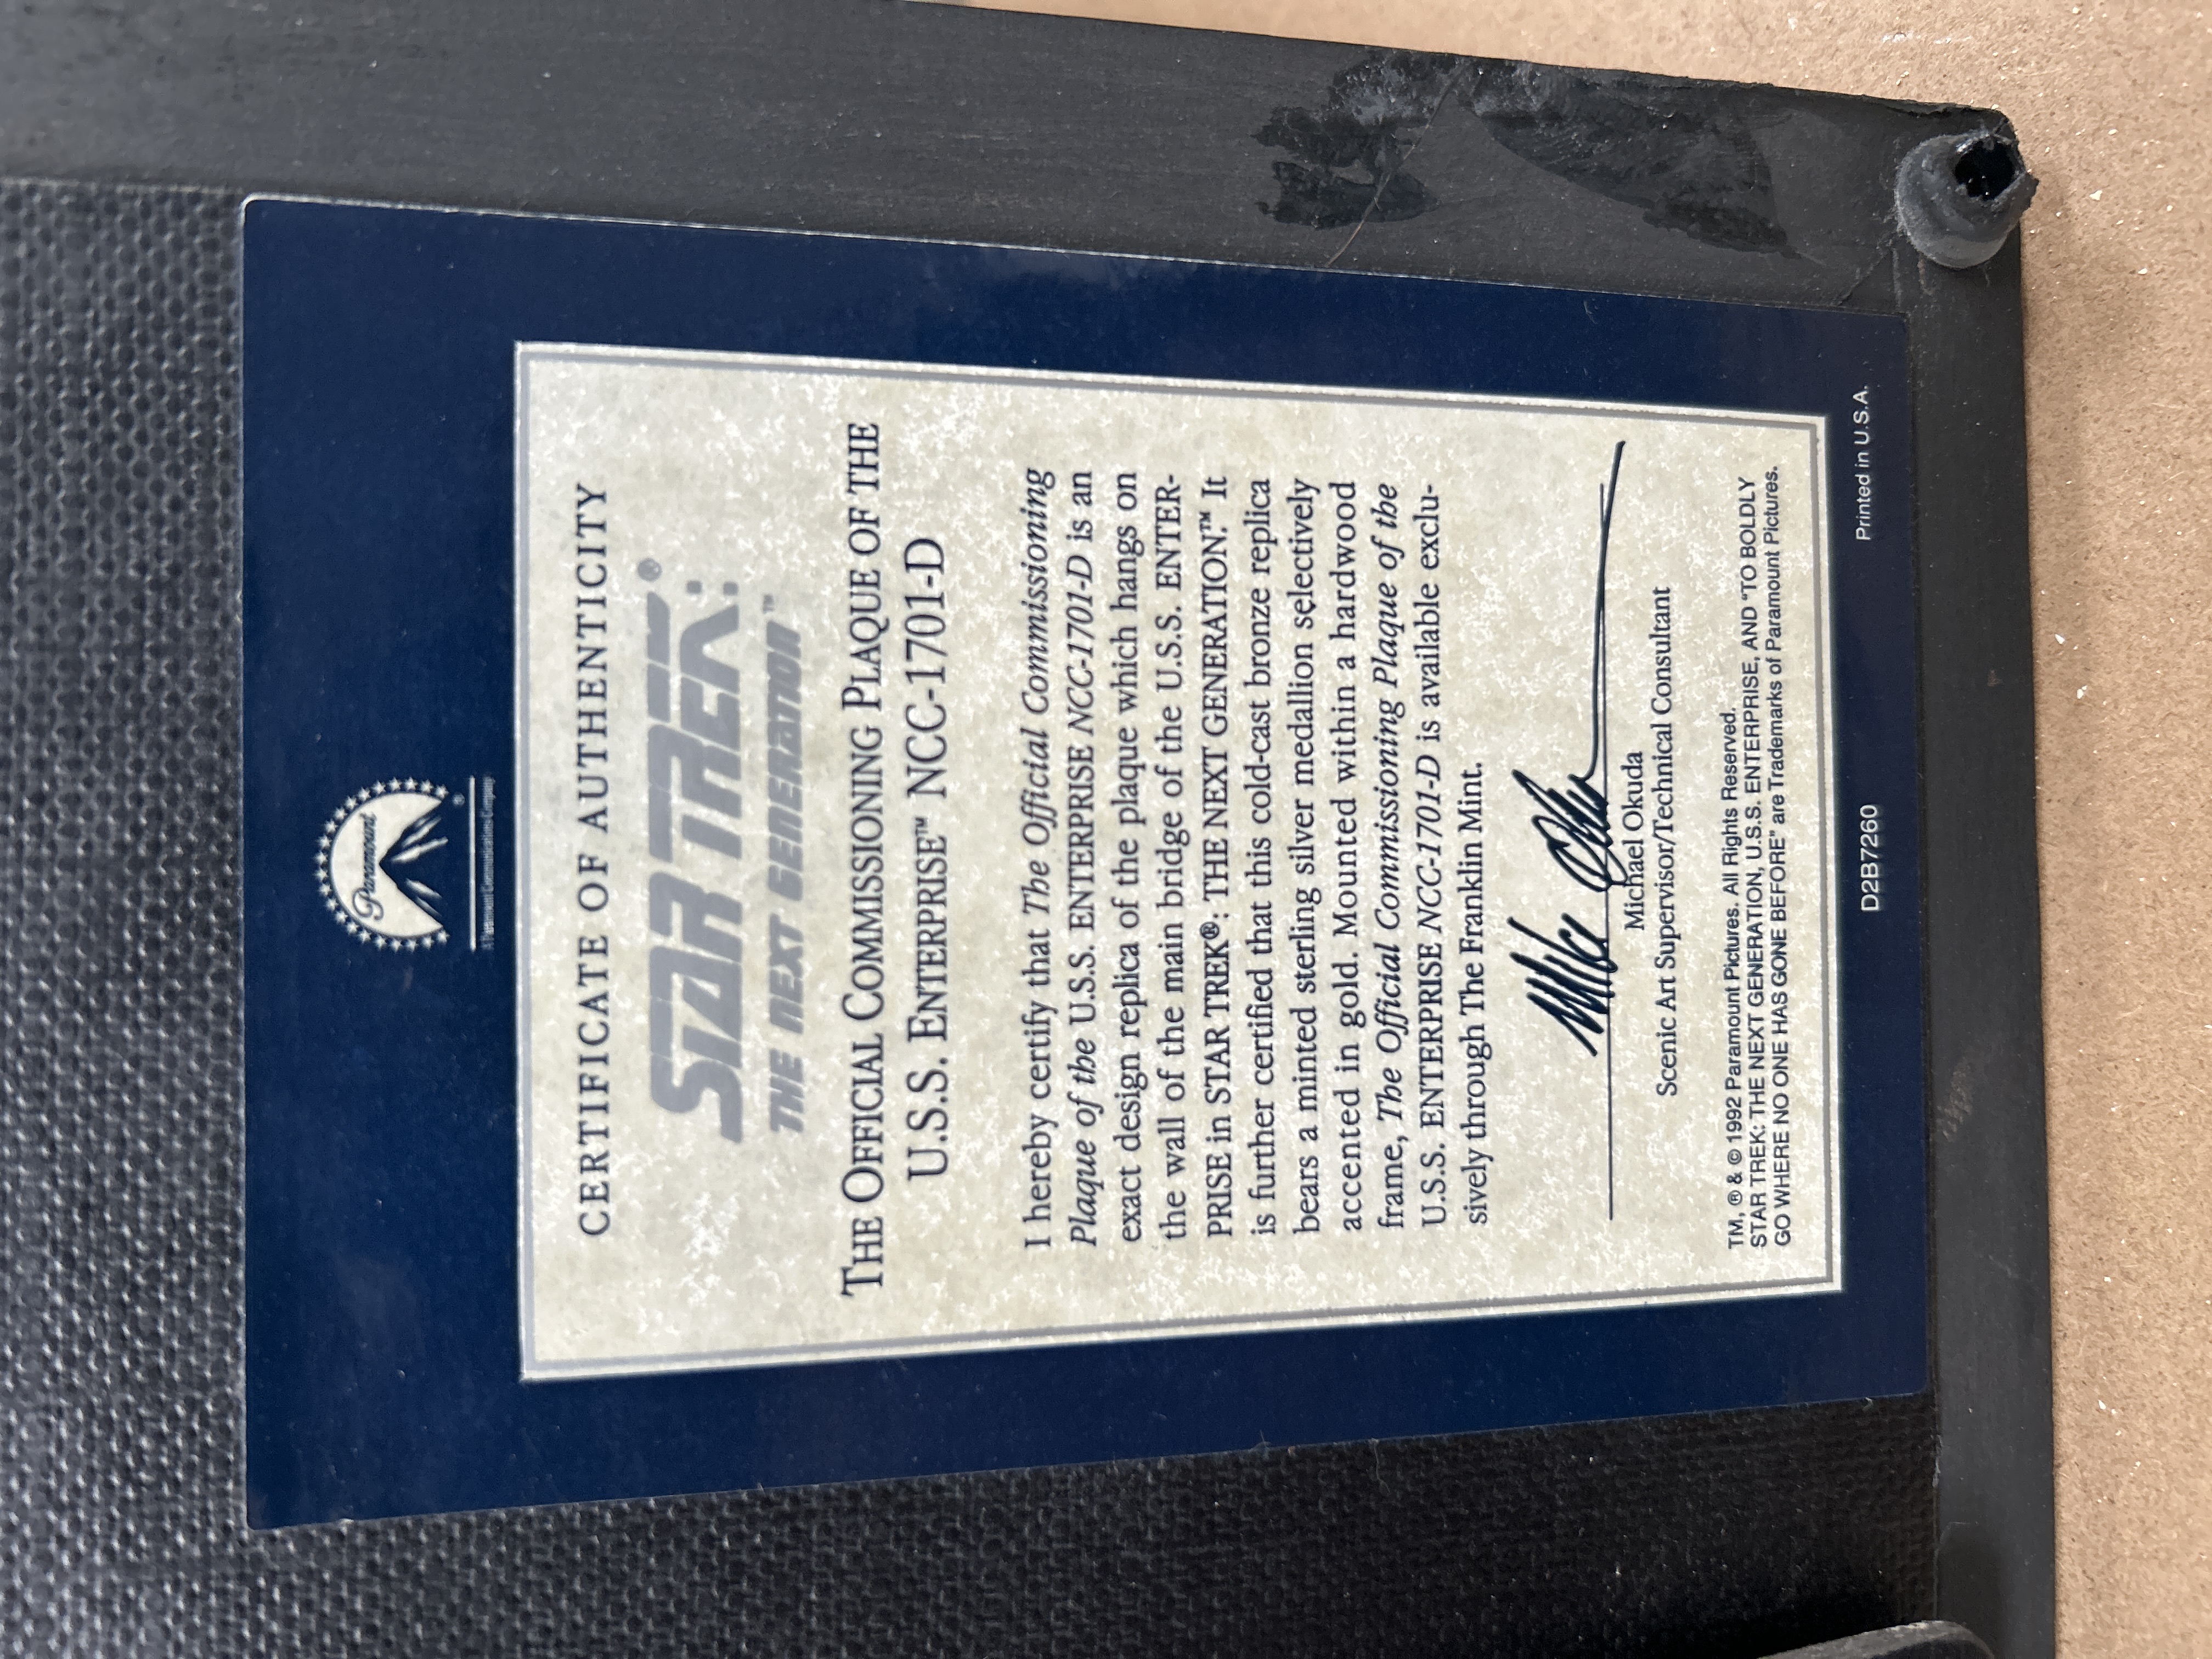 Paramount
®
A Paramount Communications Company
CERTIFICATE OF AUTHENTICITY
STAR TREK®:
THE NEXT GENERATION™
THE OFFICIAL COMMISSIONING PLAQUE OF THE
U.S.S. ENTERPRISE™ NCC-1701-D
I hereby certify that The Official Commissioning
Plaque of the U.S.S. ENTERPRISE NCC-1701-D is an
exact design replica of the plaque which hangs on
the wall of the main bridge of the U.S.S. ENTER-
PRISE in STAR TREK®: THE NEXT GENERATION.™ It
is further certified that this cold-cast bronze replica
bears a minted sterling silver medallion selectively
accented in gold. Mounted within a hardwood
frame, The Official Commissioning Plaque of the
U.S.S. ENTERPRISE NCC-1701-D is available exclu-
sively through The Franklin Mint.
Mike Okuda
Michael Okuda
Scenic Art Supervisor/Technical Consultant
TM, ® & © 1992 Paramount Pictures. All Rights Reserved.
STAR TREK: THE NEXT GENERATION, U.S.S. ENTERPRISE, AND "TO BOLDLY
GO WHERE NO ONE HAS GONE BEFORE" are Trademarks of Paramount Pictures.
D2B7260
Printed in U.S.A.